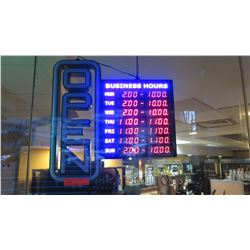 OPEN
BUSINESS HOURS
MON 2:00 - 10:00
TUE 2:00 - 10:00
WED 2:00 - 10:00
THU 11:00 - 11:00
FRI 11:00 - 11:00
SAT 11:00 - 11:00
SUN 2:00 - 10:00